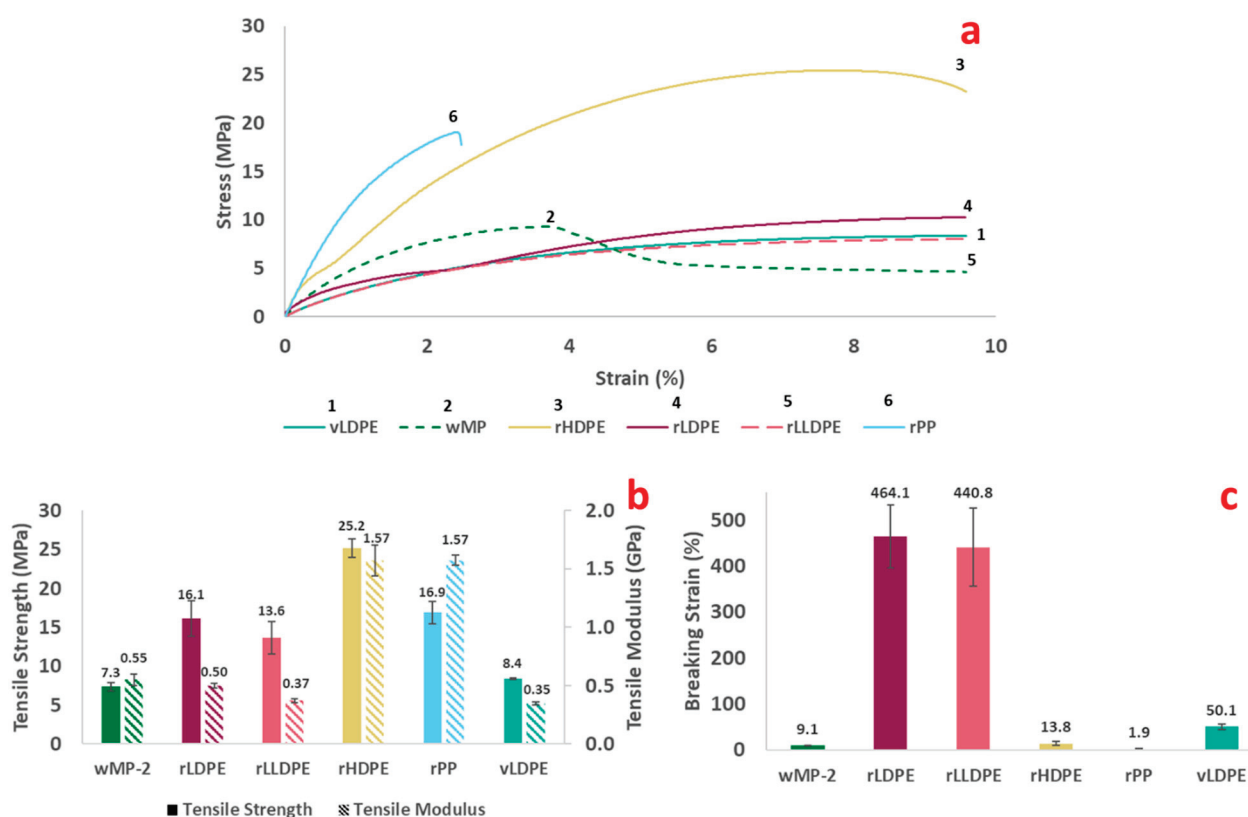 a
30
25
20
15
10
5
0
Stress (MPa)
6
3
2
4
1
5
0 2 4 6 8 10
Strain (%)
1 2 3 4 5 6
vLDPE wMP rHDPE rLDPE rLLDPE rPP
b
Tensile Strength (MPa)
30
25
20
15
10
5
0
7.3 0.55 16.1 0.50 13.6 0.37 25.2 1.57 16.9 1.57 8.4 0.35
2.0
1.5
1.0
0.5
0.0
Tensile Modulus (GPa)
wMP-2 rLDPE rLLDPE rHDPE rPP vLDPE
Tensile Strength Tensile Modulus
c
Breaking Strain (%)
500
400
300
200
100
0
9.1 464.1 440.8 13.8 1.9 50.1
wMP-2 rLDPE rLLDPE rHDPE rPP vLDPE